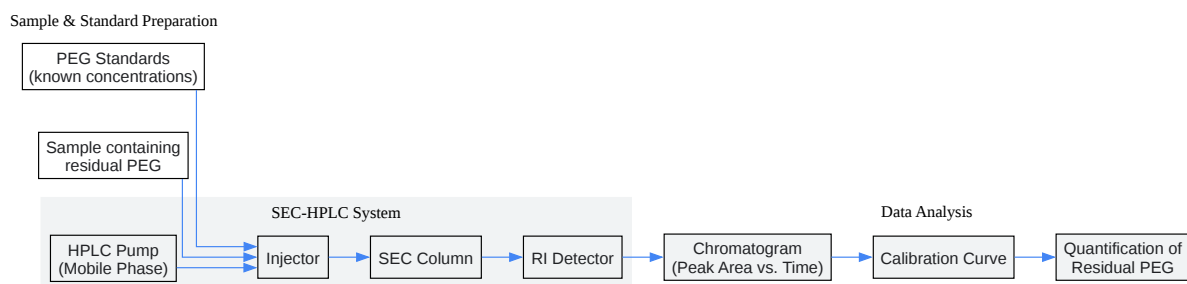 Sample & Standard Preparation
PEG Standards
(known concentrations)
Sample containing
residual PEG
SEC-HPLC System
Data Analysis
HPLC Pump
(Mobile Phase)
Injector
SEC Column
RI Detector
Chromatogram
(Peak Area vs. Time)
Calibration Curve
Quantification of
Residual PEG